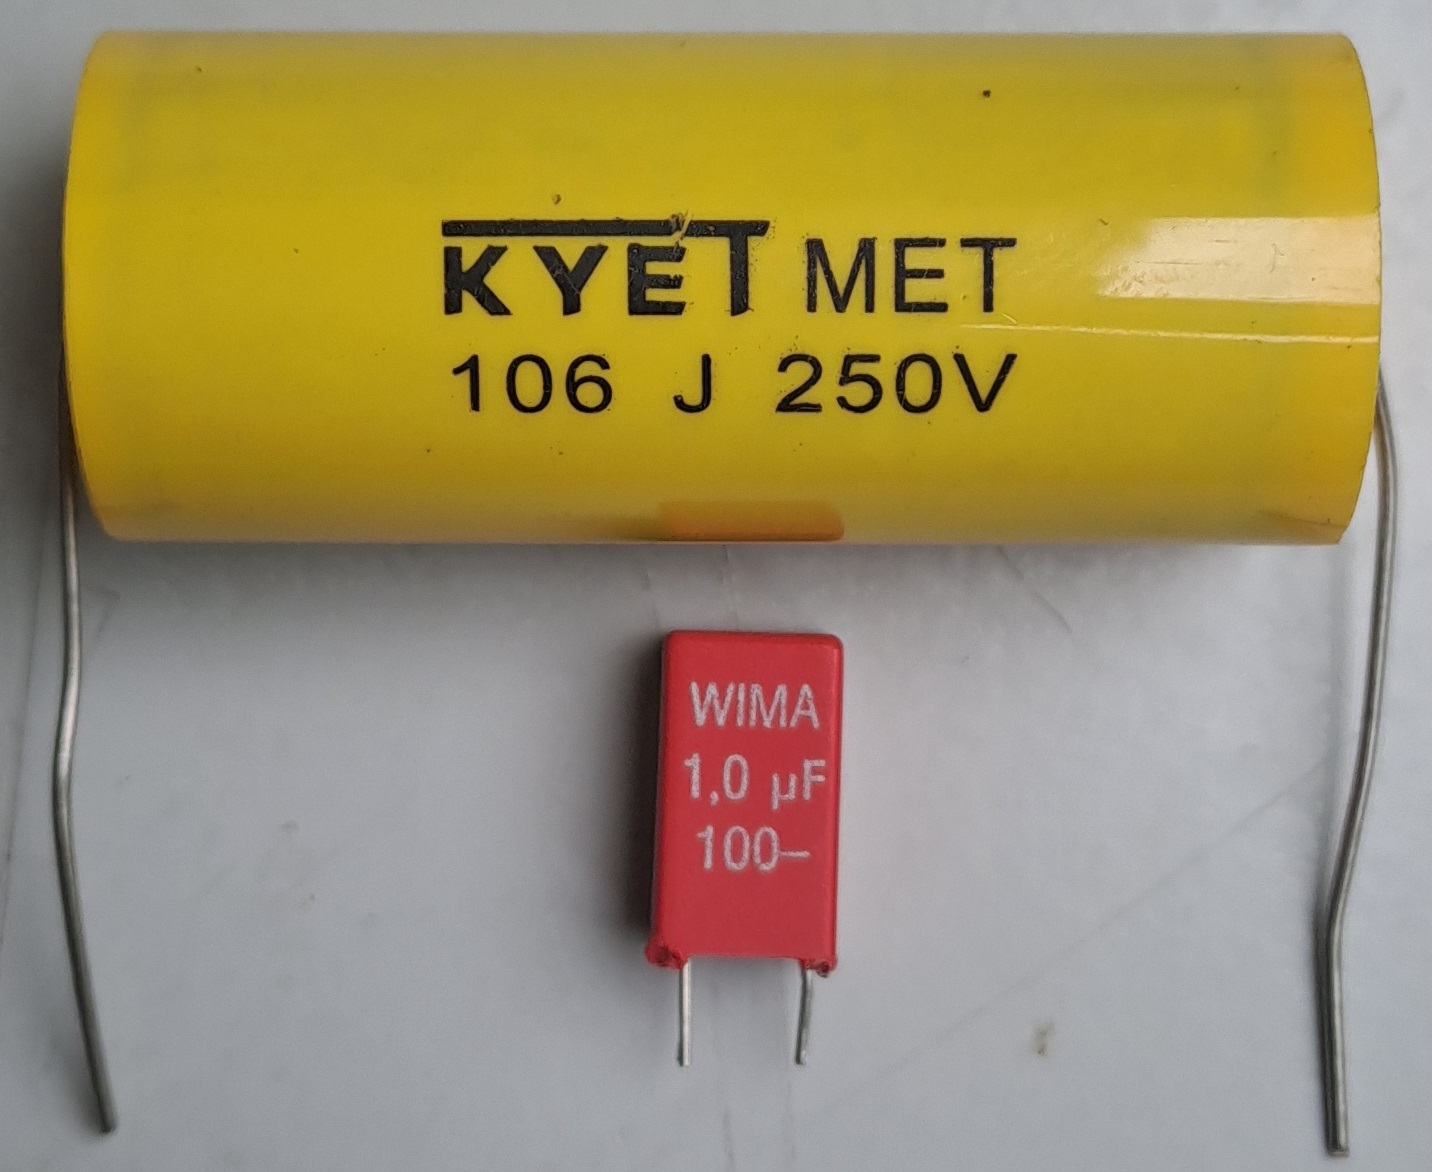 KYET MET
106 J 250V
WIMA
1,0 µF
100–